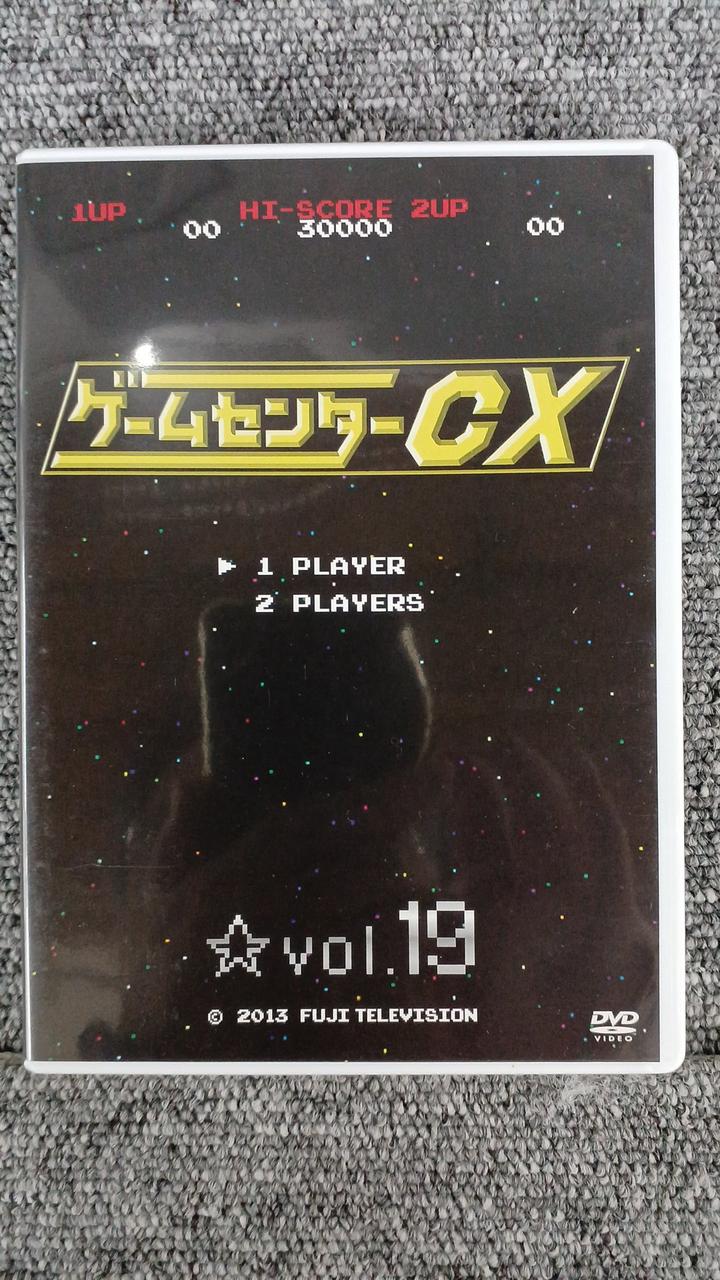 1UP HI-SCORE 2UP
00 30000 00
ゲームセンターCX
▶ 1 PLAYER
2 PLAYERS
☆vol.19
© 2013 FUJI TELEVISION
DVD
VIDEO